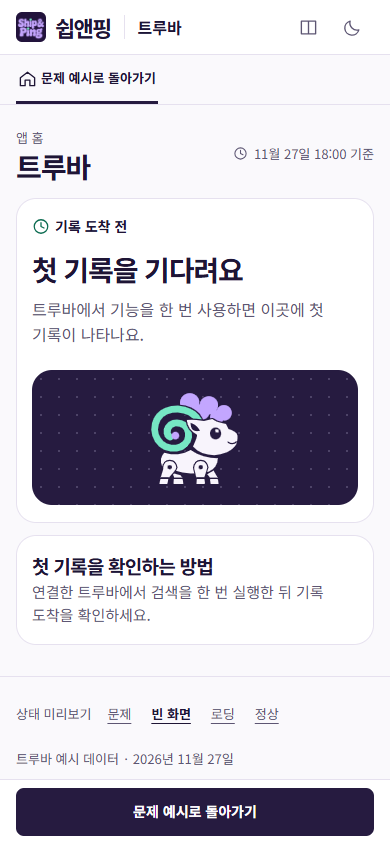 Ship&
Ping
쉽앤핑
트루바
문제 예시로 돌아가기
앱 홈
트루바
11월 27일 18:00 기준
기록 도착 전
첫 기록을 기다려요
트루바에서 기능을 한 번 사용하면 이곳에 첫
기록이 나타나요.
첫 기록을 확인하는 방법
연결한 트루바에서 검색을 한 번 실행한 뒤 기록
도착을 확인하세요.
상태 미리보기 문제 빈 화면 로딩 정상
트루바 예시 데이터 · 2026년 11월 27일
문제 예시로 돌아가기